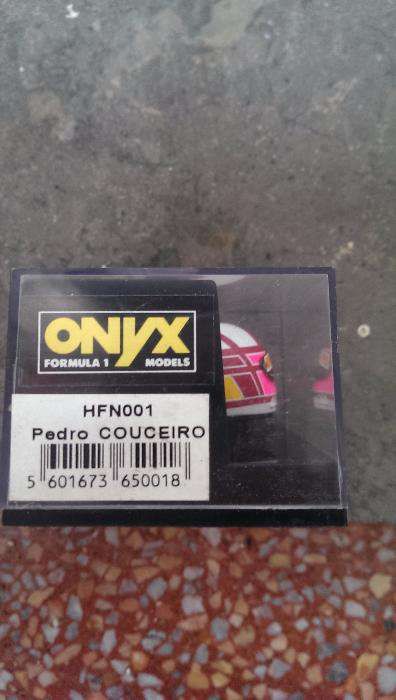 ONYX
FORMULA 1 MODELS
HFN001
Pedro COUCEIRO
5 601673 650018